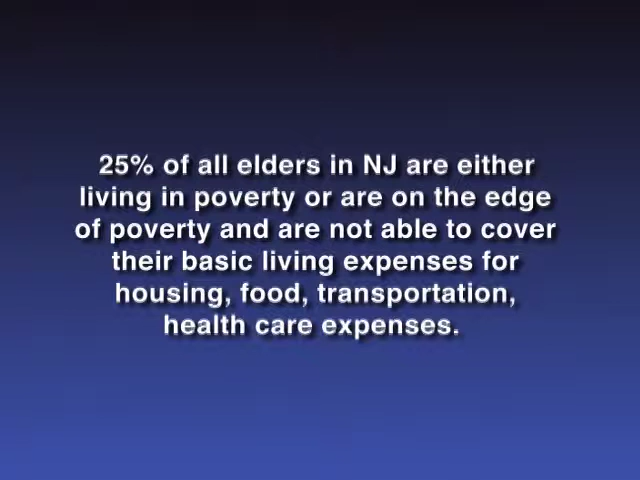 25% of all elders in NJ are either
living in poverty or are on the edge
of poverty and are not able to cover
their basic living expenses for
housing, food, transportation,
health care expenses.